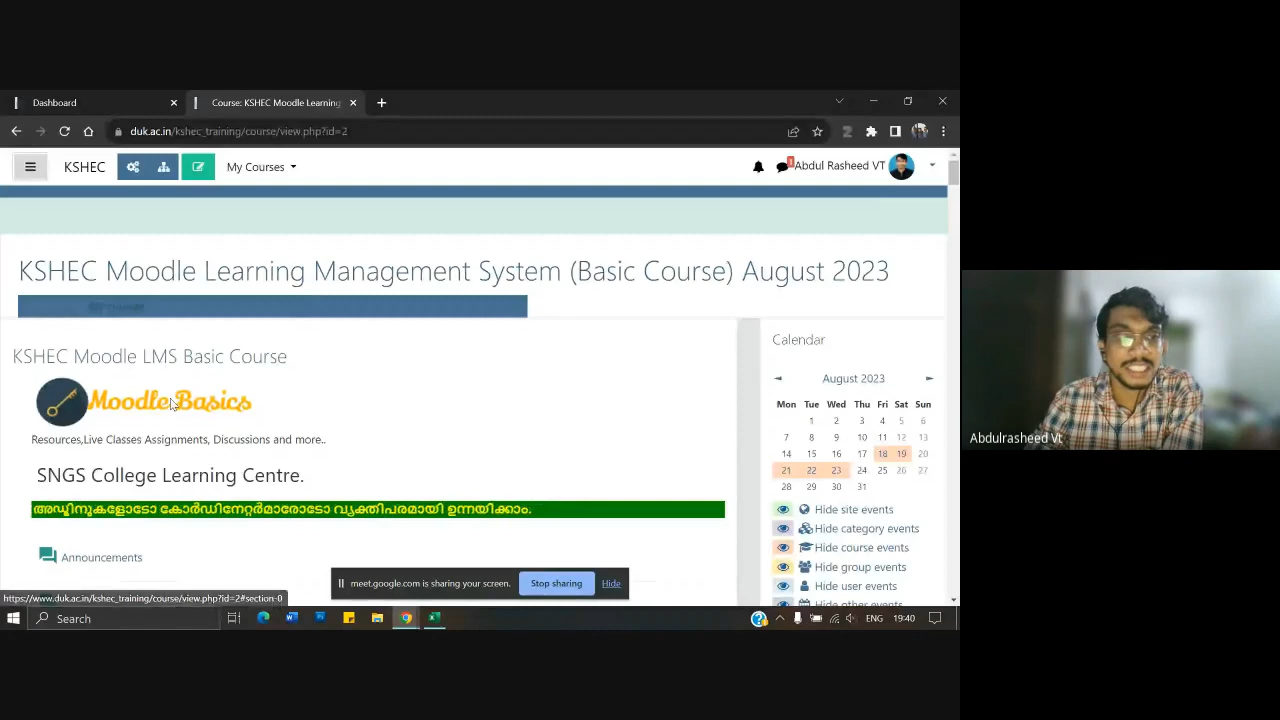 Dashboard
Course: KSHEC Moodle Learning
duk.ac.in/kshec_training/course/view.php?id=2
KSHEC
My Courses
Abdul Rasheed VT
KSHEC Moodle Learning Management System (Basic Course) August 2023
KSHEC Moodle LMS Basic Course
Moodle Basics
Resources,Live Classes Assignments, Discussions and more..
SNGS College Learning Centre.
അഡ്മിനുകളോടോ കോർഡിനേറ്റർമാരോടോ വ്യക്തിപരമായി ഉന്നയിക്കാം.
Announcements
Calendar
◄ August 2023 ►
Mon Tue Wed Thu Fri Sat Sun
1 2 3 4 5 6
7 8 9 10 11 12 13
14 15 16 17 18 19 20
21 22 23 24 25 26 27
28 29 30 31
Hide site events
Hide category events
Hide course events
Hide group events
Hide user events
Hide other events
meet.google.com is sharing your screen.
Stop sharing
Hide
https://www.duk.ac.in/kshec_training/course/view.php?id=2#section-0
Search
ENG
19:40
Abdulrasheed Vt